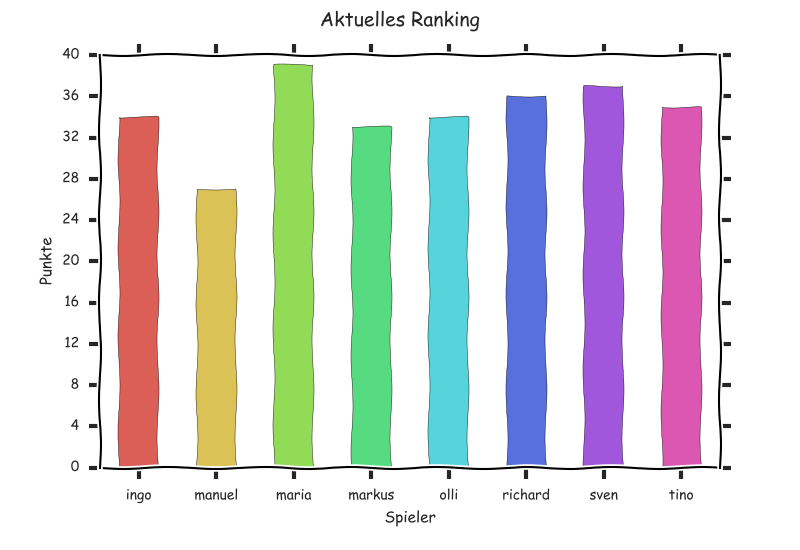 Aktuelles Ranking
40
36
32
28
24
20
16
12
8
4
0
Punkte
ingo manuel maria markus olli richard sven tino
Spieler